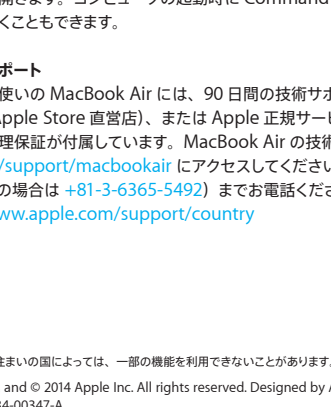 開きます。コンピュータの起動時に Command
くこともできます。
ポート
使いの MacBook Air には、90 日間の技術サポ
Apple Store 直営店）、または Apple 正規サービ
理保証が付属しています。MacBook Air の技術
/support/macbookair にアクセスしてください
の場合は +81-3-6365-5492）までお電話くださ
ww.apple.com/support/country
住まいの国によっては、一部の機能を利用できないことがあります。
and © 2014 Apple Inc. All rights reserved. Designed by A
34-00347-A